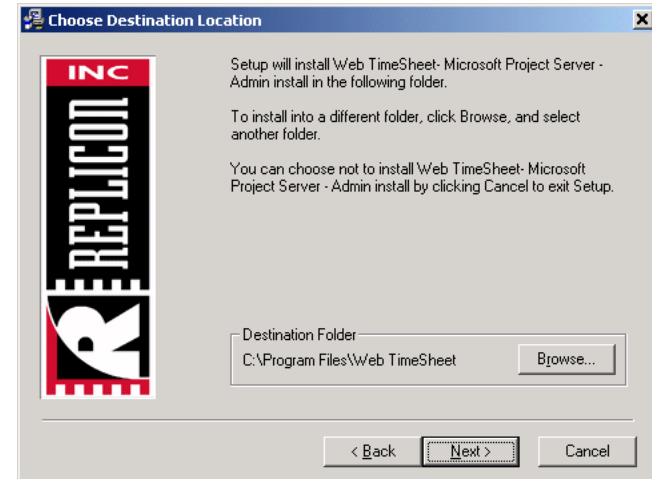 Choose Destination Location
INC
REPLICON
R
Setup will install Web TimeSheet- Microsoft Project Server -
Admin install in the following folder.
To install into a different folder, click Browse, and select
another folder.
You can choose not to install Web TimeSheet- Microsoft
Project Server - Admin install by clicking Cancel to exit Setup.
Destination Folder
C:\Program Files\Web TimeSheet
Browse...
< Back
Next >
Cancel